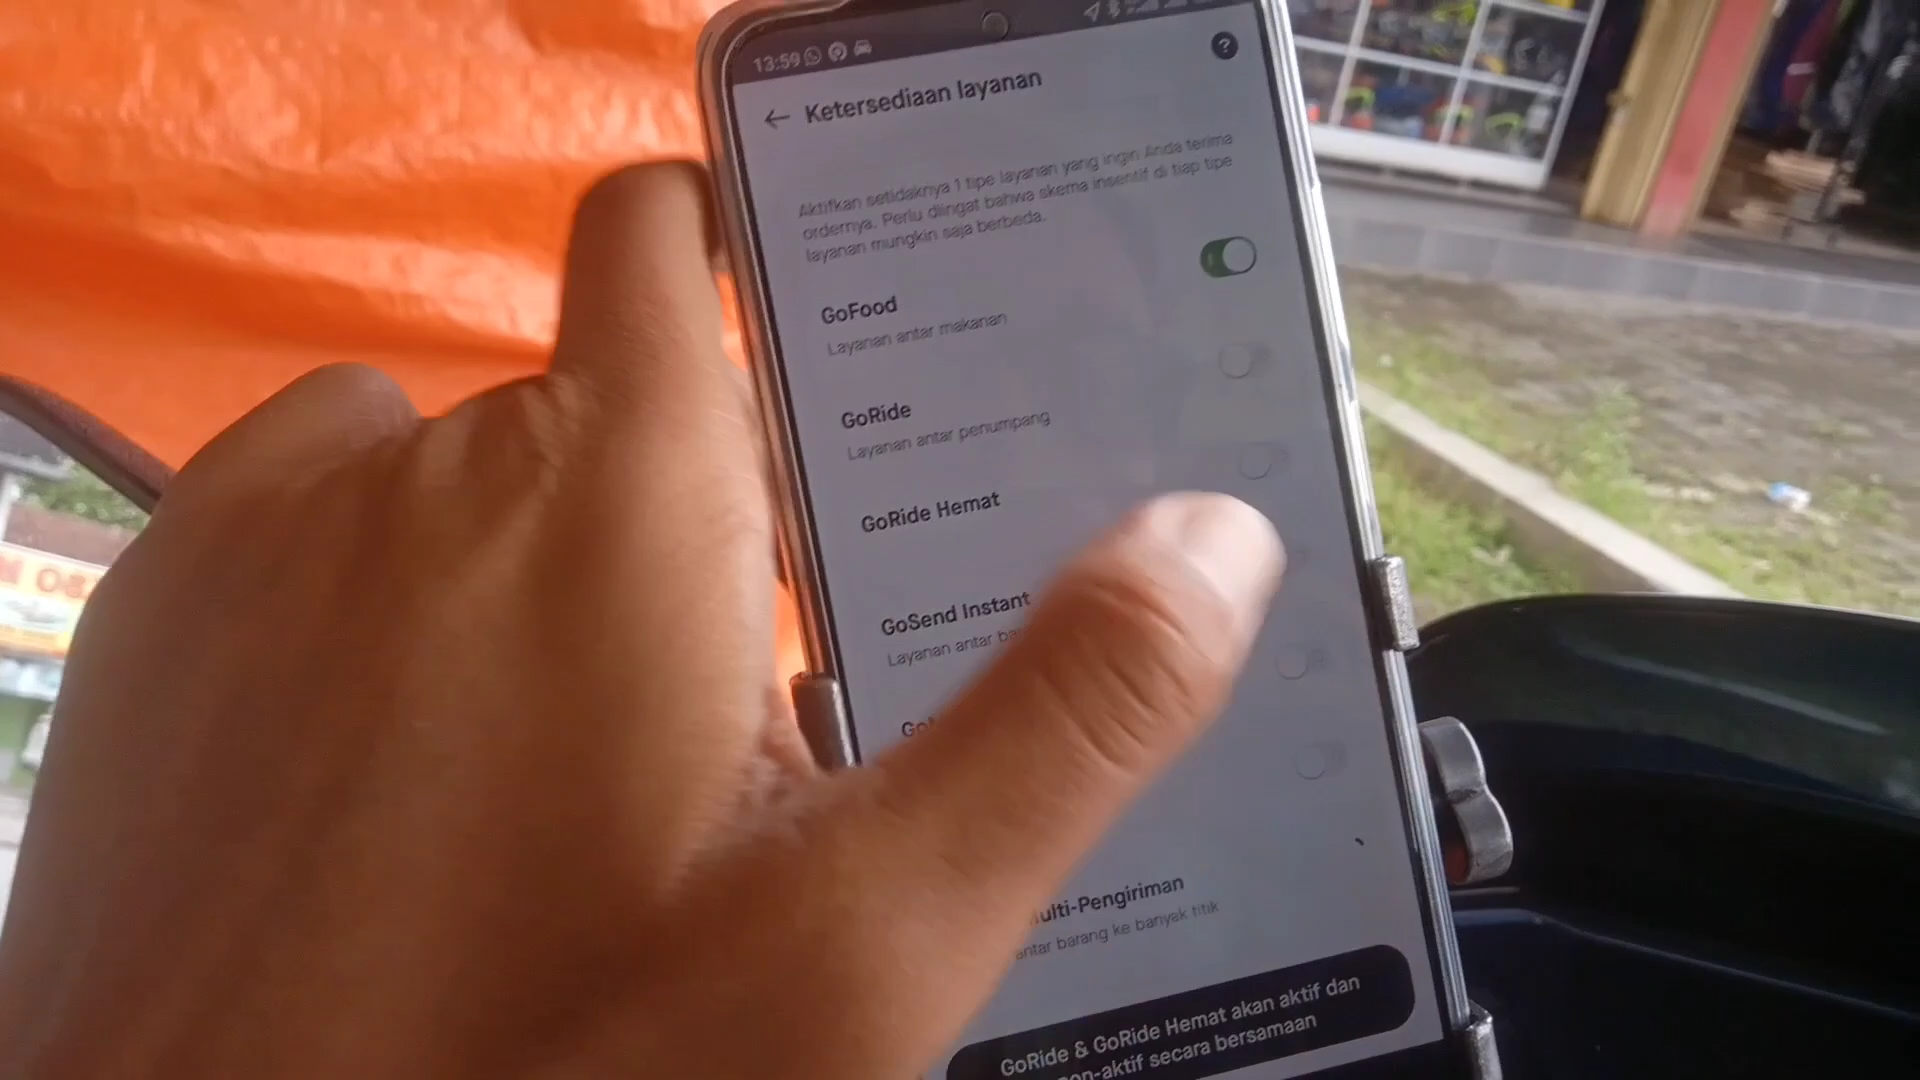 13:59
Ketersediaan layanan
?
Aktifkan setidaknya 1 tipe layanan yang ingin Anda terima
ordernya. Perlu diingat bahwa skema insentif di tiap tipe
layanan mungkin saja berbeda.
GoFood
Layanan antar makanan
GoRide
Layanan antar penumpang
GoRide Hemat
GoSend Instant
Layanan antar
ulti-Pengiriman
antar barang ke banyak titik
GoRide & GoRide Hemat akan aktif dan
on-aktif secara bersamaan